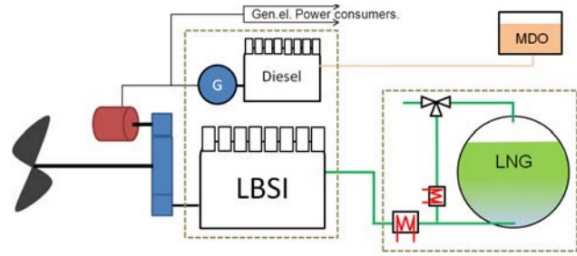 Gen.el. Power consumers.
MDO
Diesel
G
LBSI
LNG